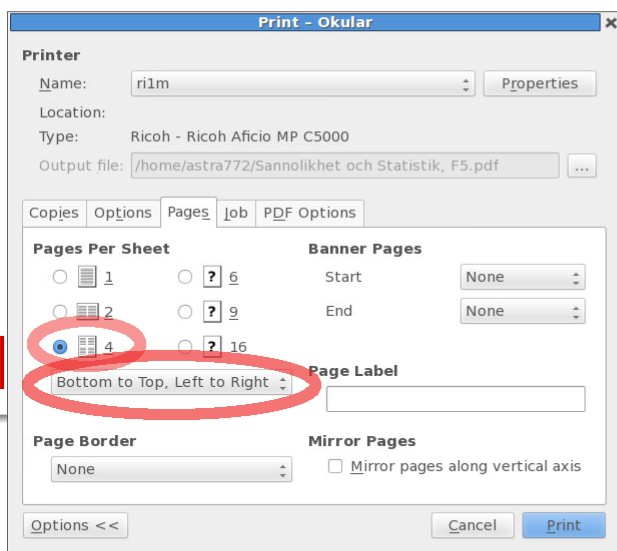 Print – Okular
Printer
Name: ri1m Properties
Location:
Type: Ricoh - Ricoh Aficio MP C5000
Output file: /home/astra772/Sannolikhet och Statistik, F5.pdf ...
Copies Options Pages Job PDF Options
Pages Per Sheet
1 ? 6
2 ? 9
4 ? 16
Bottom to Top, Left to Right
Page Border
None
Banner Pages
Start None
End None
Page Label
Mirror Pages
Mirror pages along vertical axis
Options << Cancel Print